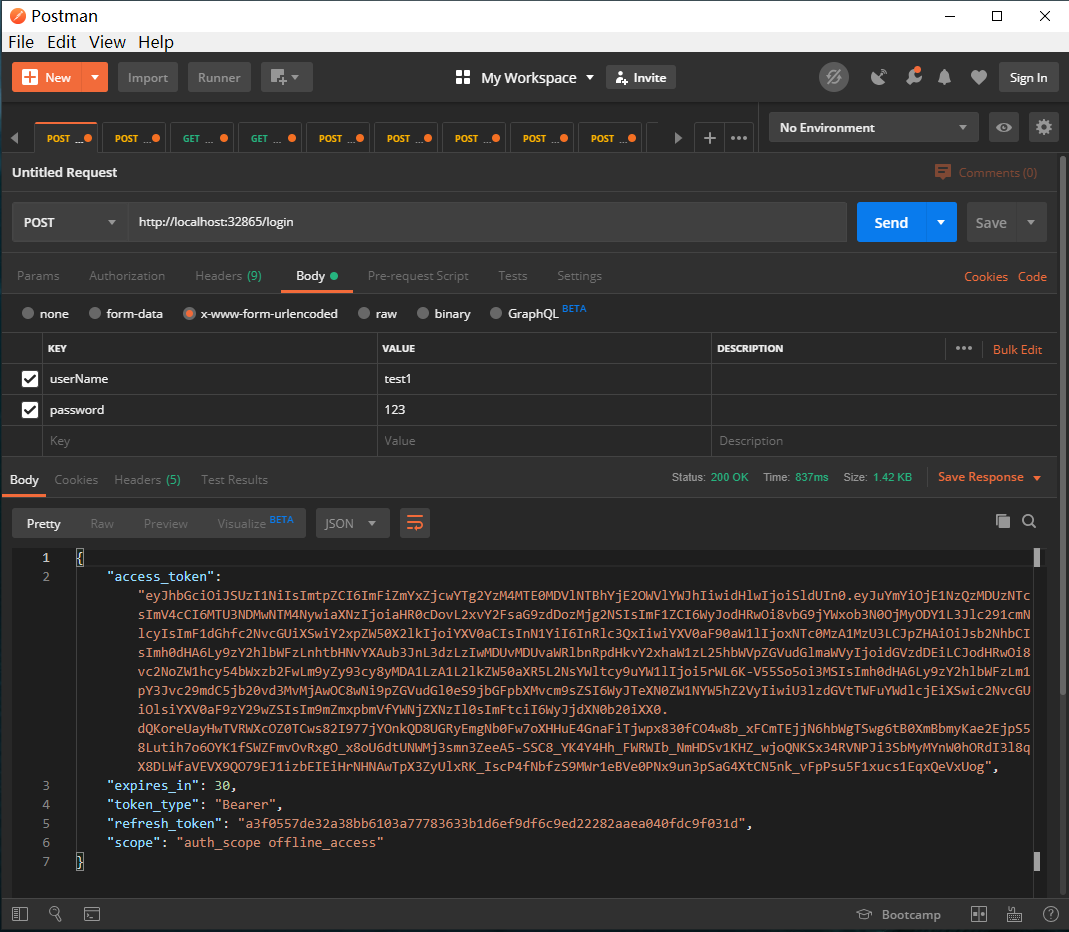 Postman
File Edit View Help
New Import Runner My Workspace Invite Sign In
POST ... POST ... GET ... GET ... POST ... POST ... POST ... POST ... POST ... No Environment
Untitled Request Comments (0)
POST http://localhost:32865/login Send Save
Params Authorization Headers (9) Body Pre-request Script Tests Settings Cookies Code
none form-data x-www-form-urlencoded raw binary GraphQL BETA
KEY VALUE DESCRIPTION Bulk Edit
userName test1
password 123
Key Value Description
Body Cookies Headers (5) Test Results Status: 200 OK Time: 837ms Size: 1.42 KB Save Response
Pretty Raw Preview Visualize BETA JSON
1 {
2 "access_token":
3 "expires_in": 30,
4 "token_type": "Bearer",
5 "refresh_token": "a3f0557de32a38bb6103a77783633b1d6ef9df6c9ed22282aaea040fdc9f031d",
6 "scope": "auth_scope offline_access"
7 }
Bootcamp